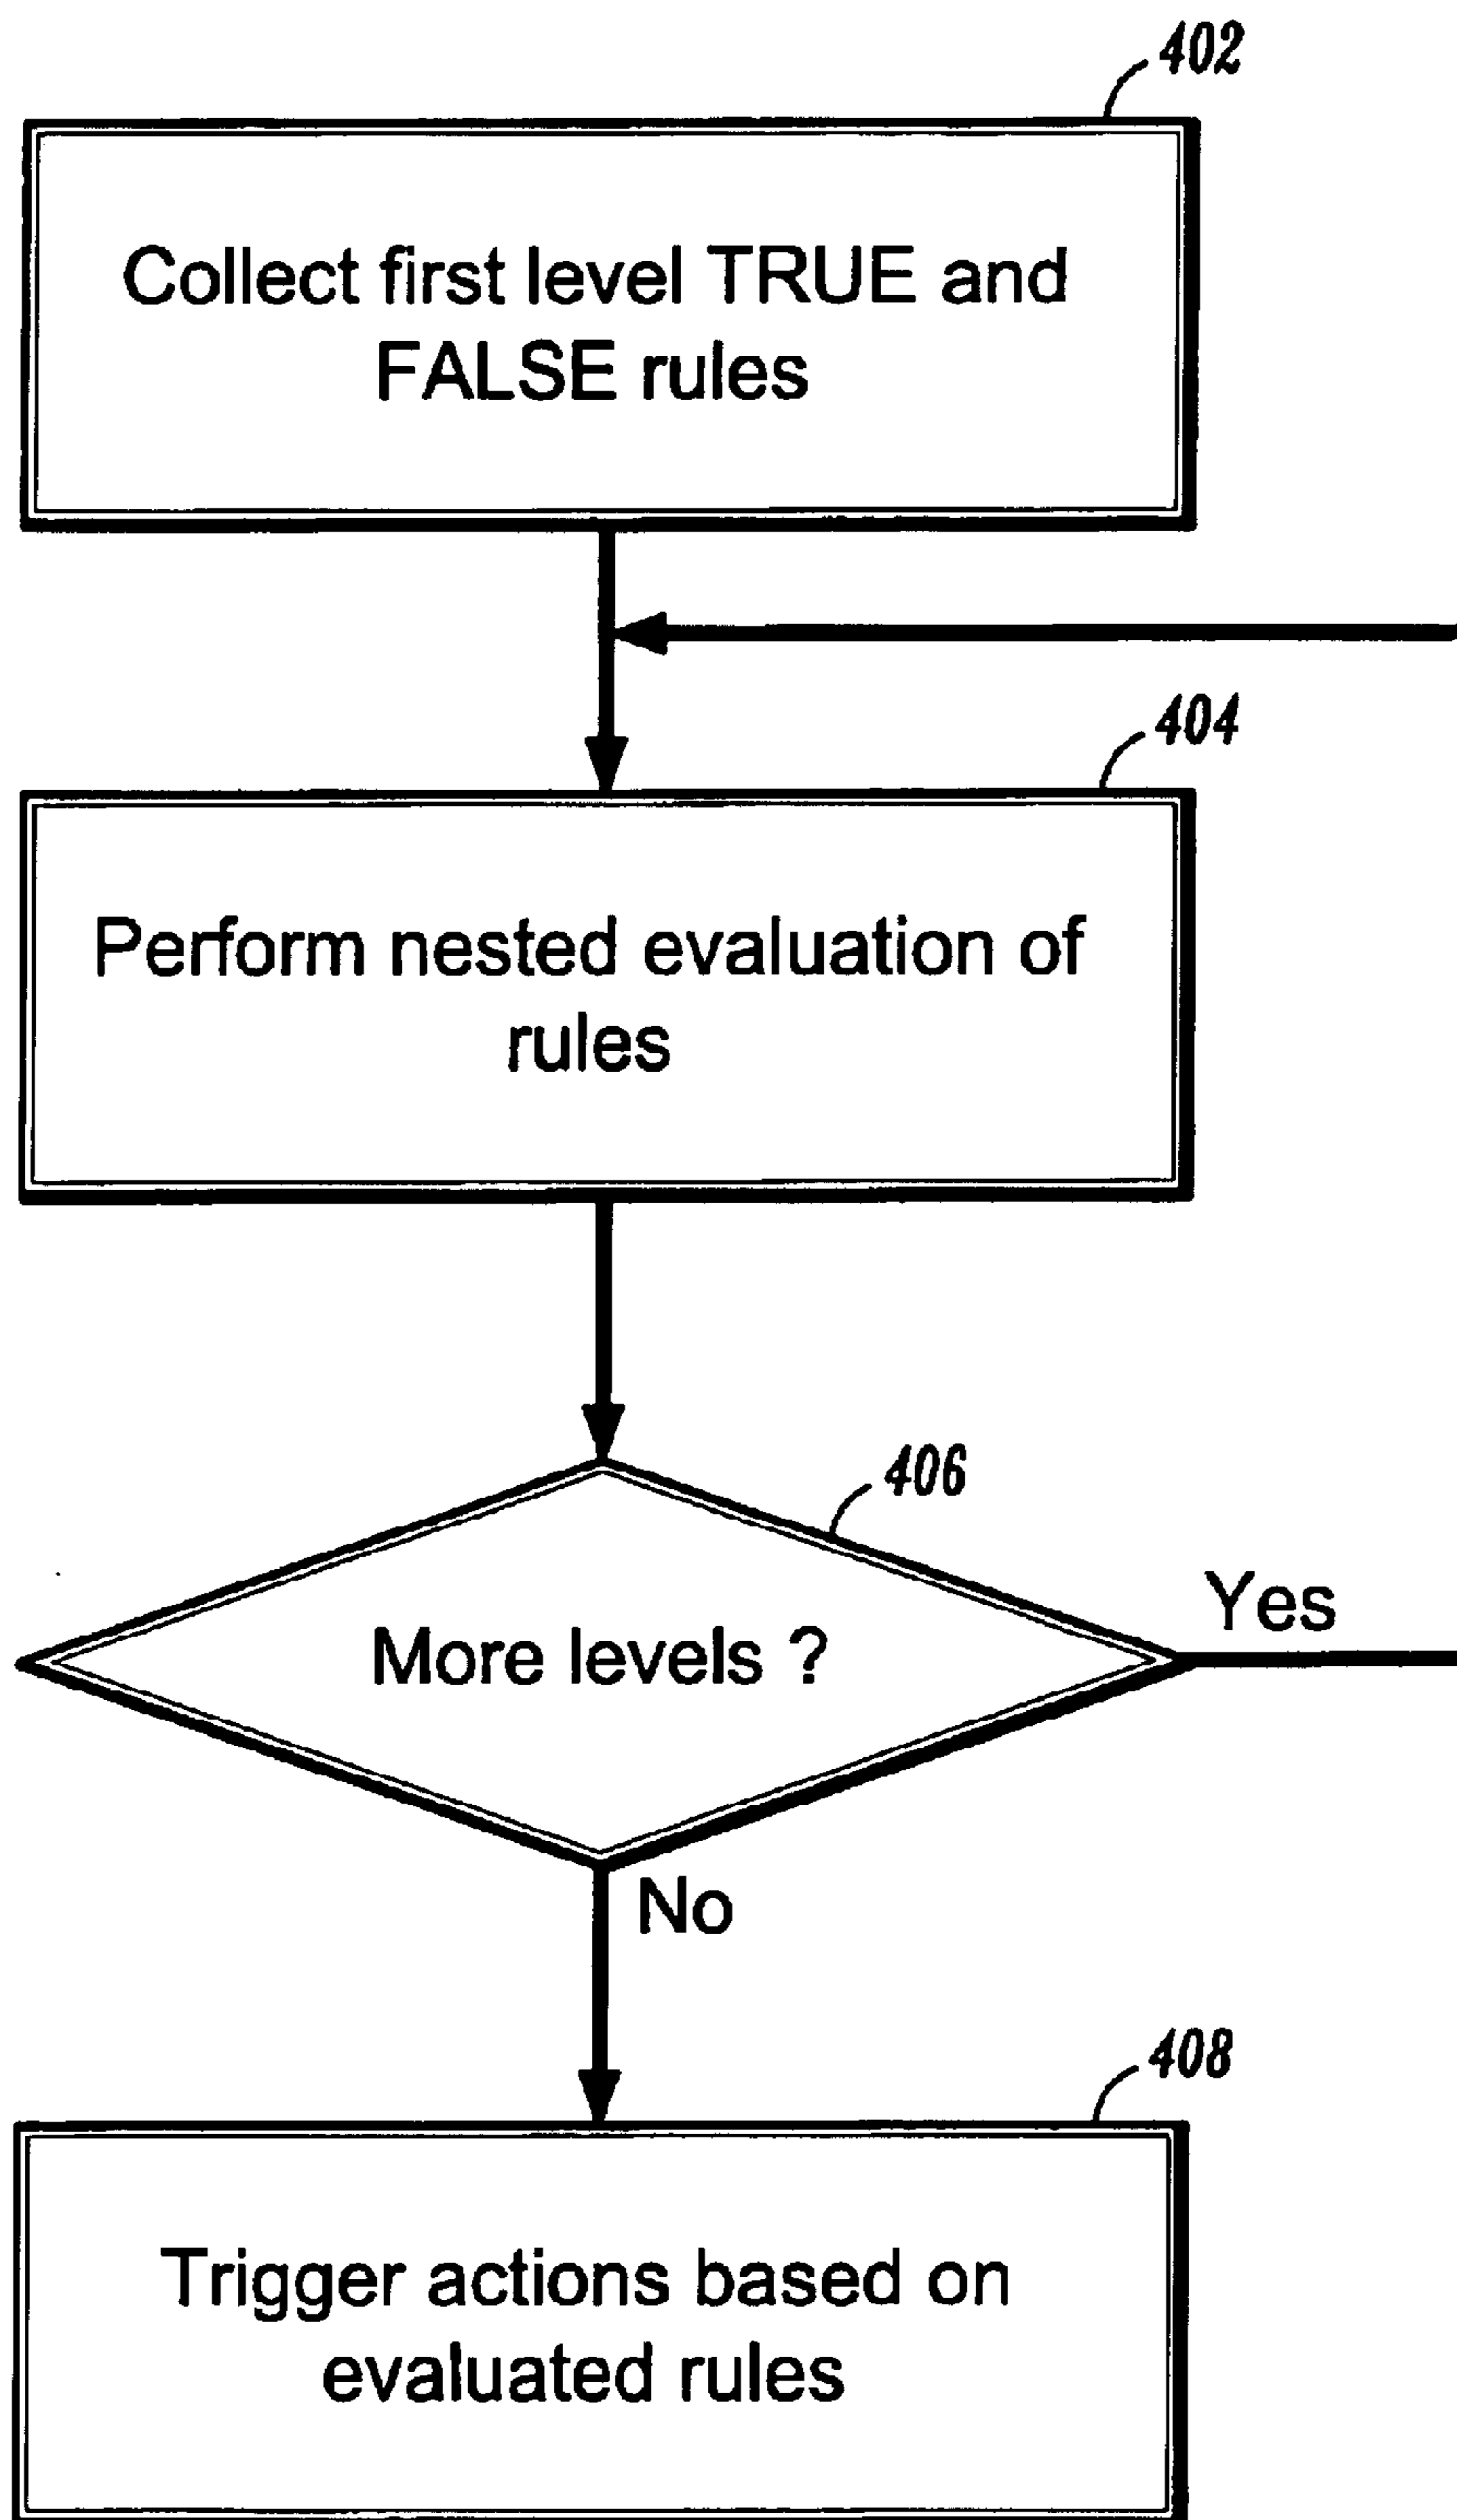 402
Collect first level TRUE and
FALSE rules
404
Perform nested evaluation of
rules
406
More levels ?
Yes
No
408
Trigger actions based on
evaluated rules